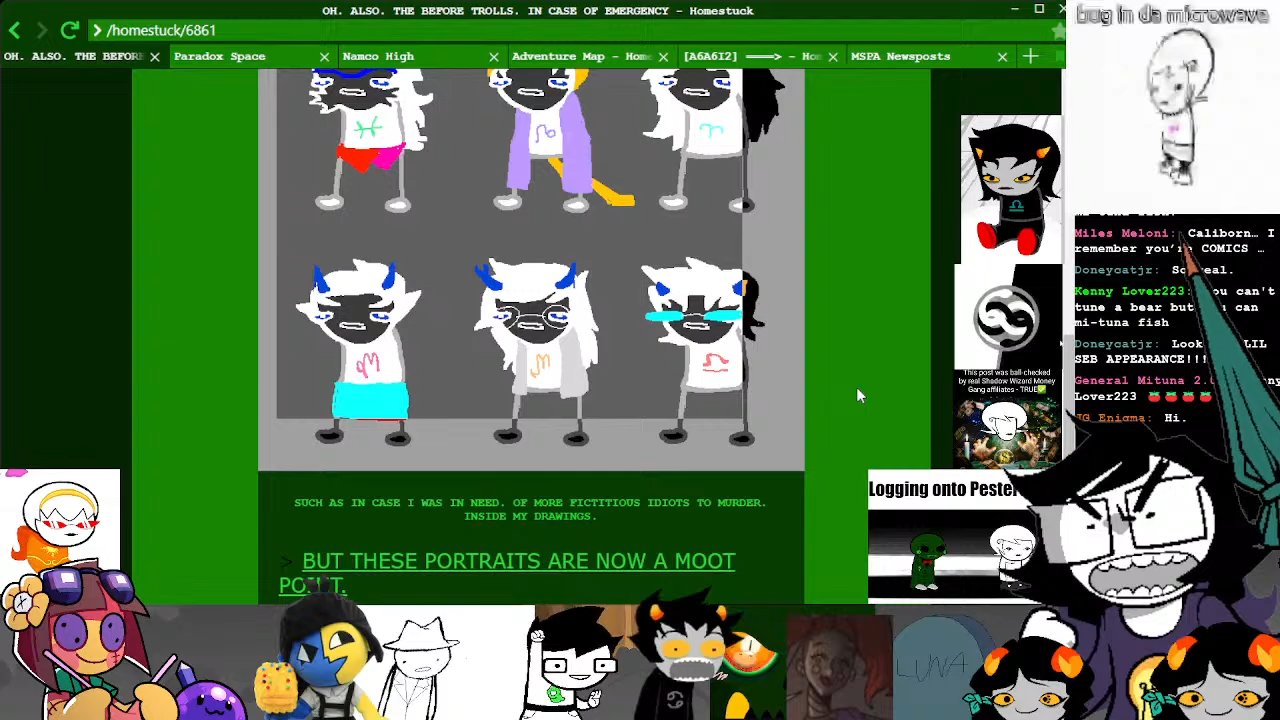 OH. ALSO. THE BEFORE TROLLS. IN CASE OF EMERGENCY - Homestuck
/homestuck/6861
OH. ALSO. THE BEFORE
Paradox Space
Namco High
Adventure Map - Hom
[A6A6I2] ═══> - Hom
MSPA Newsposts
bug in da microwave
Miles Meloni: Caliborn… I
remember you'r COMICS …
Doneycatjr: So real.
Kenny Lover223: You can't
tune a bear but you can
mi-tuna fish
Doneycatjr: Look LIL
SEB APPEARANCE!!!
General Mituna 2.
Lover223 🍅🍅🍅🍅
JG Enigma: Hi.
This post was ball-checked
by real Shadow Wizard Money
Gang affiliates - TRUE✅
Logging onto Pester
SUCH AS IN CASE I WAS IN NEED. OF MORE FICTITIOUS IDIOTS TO MURDER.
INSIDE MY DRAWINGS.
> BUT THESE PORTRAITS ARE NOW A MOOT
POINT.
LUNA